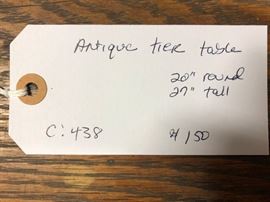 Antique tier table
20" round
27" tall
C: 438
$150